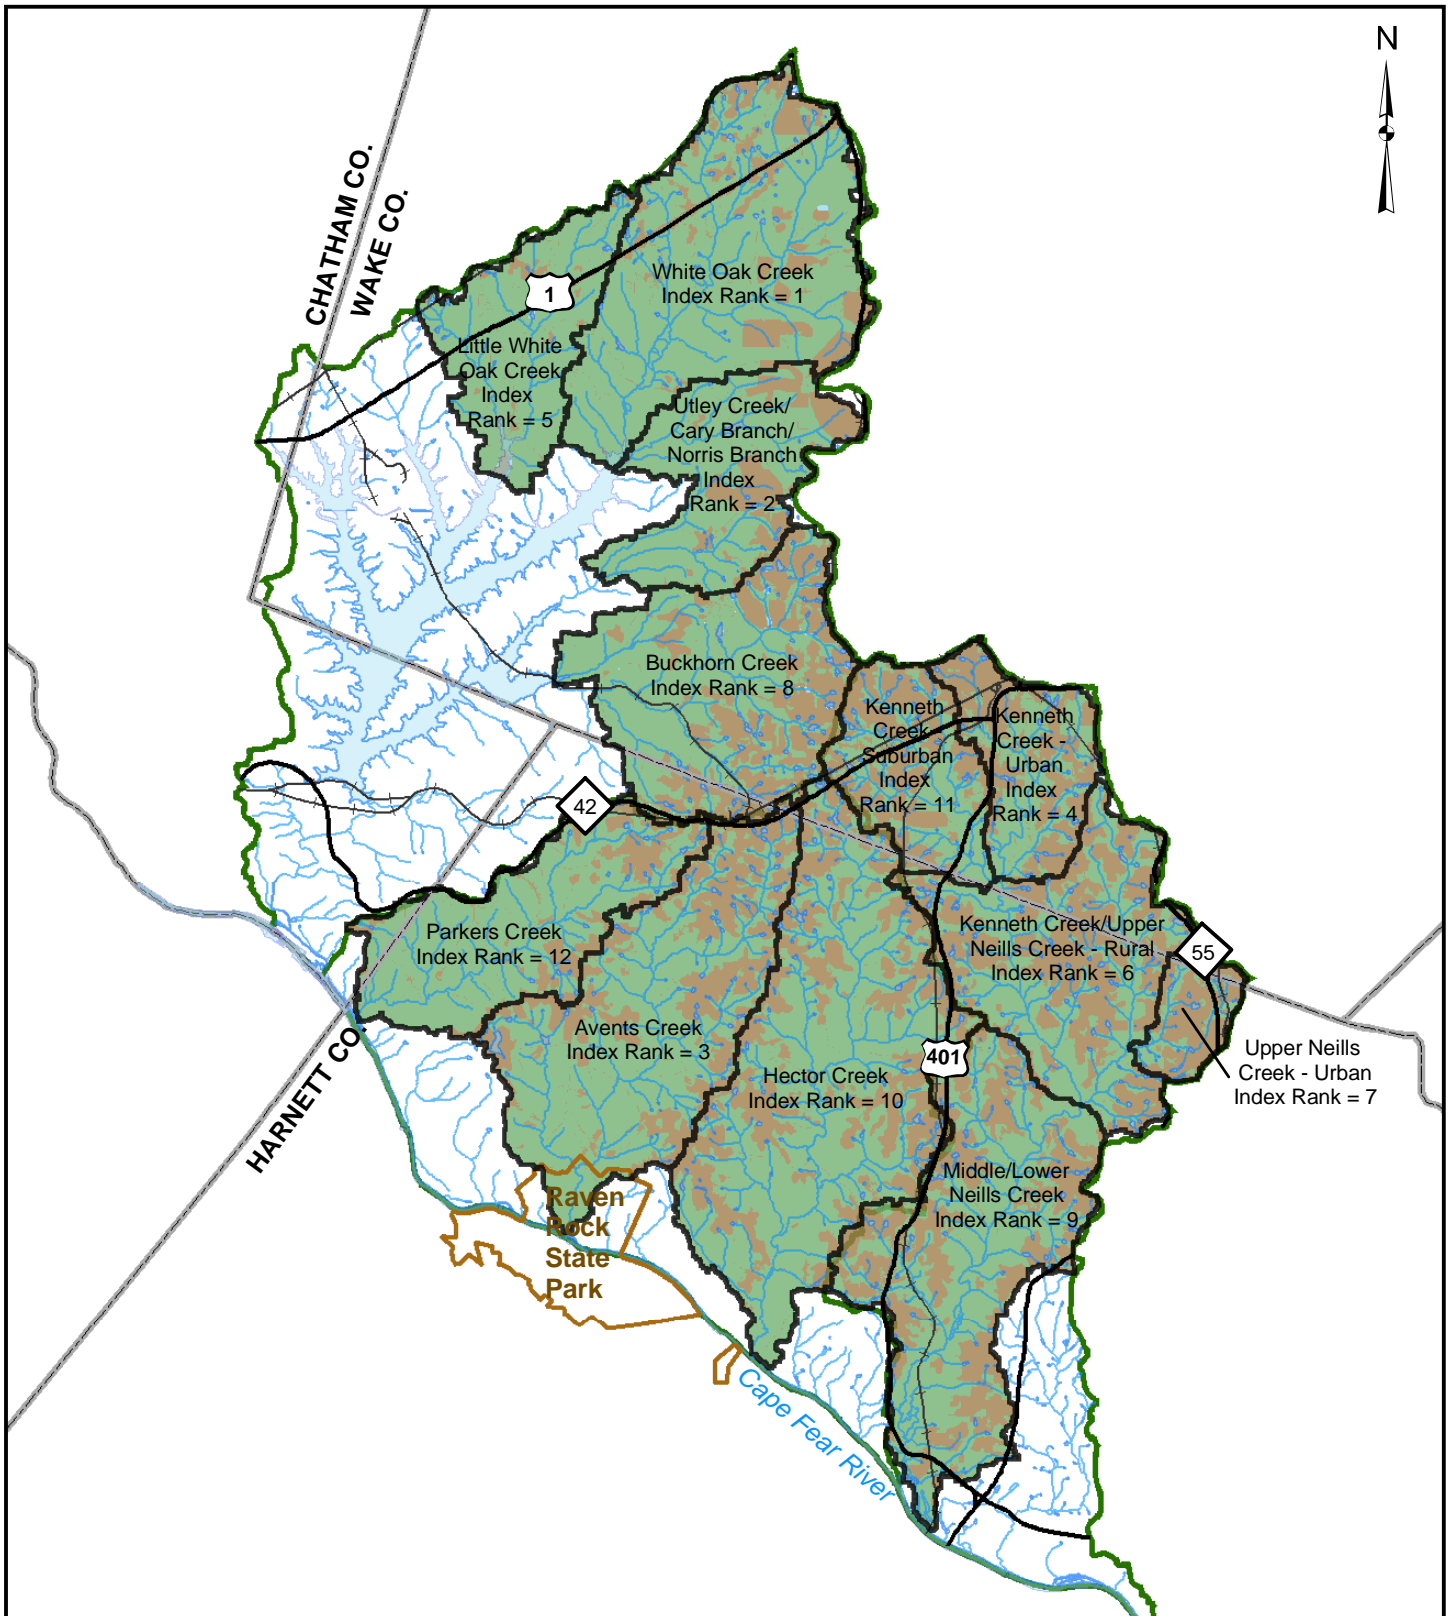 N
CHATHAM CO.
WAKE CO.
1
White Oak Creek
Index Rank = 1
Little White
Oak Creek
Index
Rank = 5
Utley Creek/
Cary Branch/
Norris Branch
Index
Rank = 2
Buckhorn Creek
Index Rank = 8
Kenneth
Creek -
Suburban
Index
Rank = 11
Kenneth
Creek -
Urban
Index
Rank = 4
42
Parkers Creek
Index Rank = 12
Kenneth Creek/Upper
Neills Creek - Rural
Index Rank = 6
55
Avents Creek
Index Rank = 3
Hector Creek
Index Rank = 10
401
Upper Neills
Creek - Urban
Index Rank = 7
HARNETT CO.
Middle/Lower
Neills Creek
Index Rank = 9
Raven
Rock
State
Park
Cape Fear River